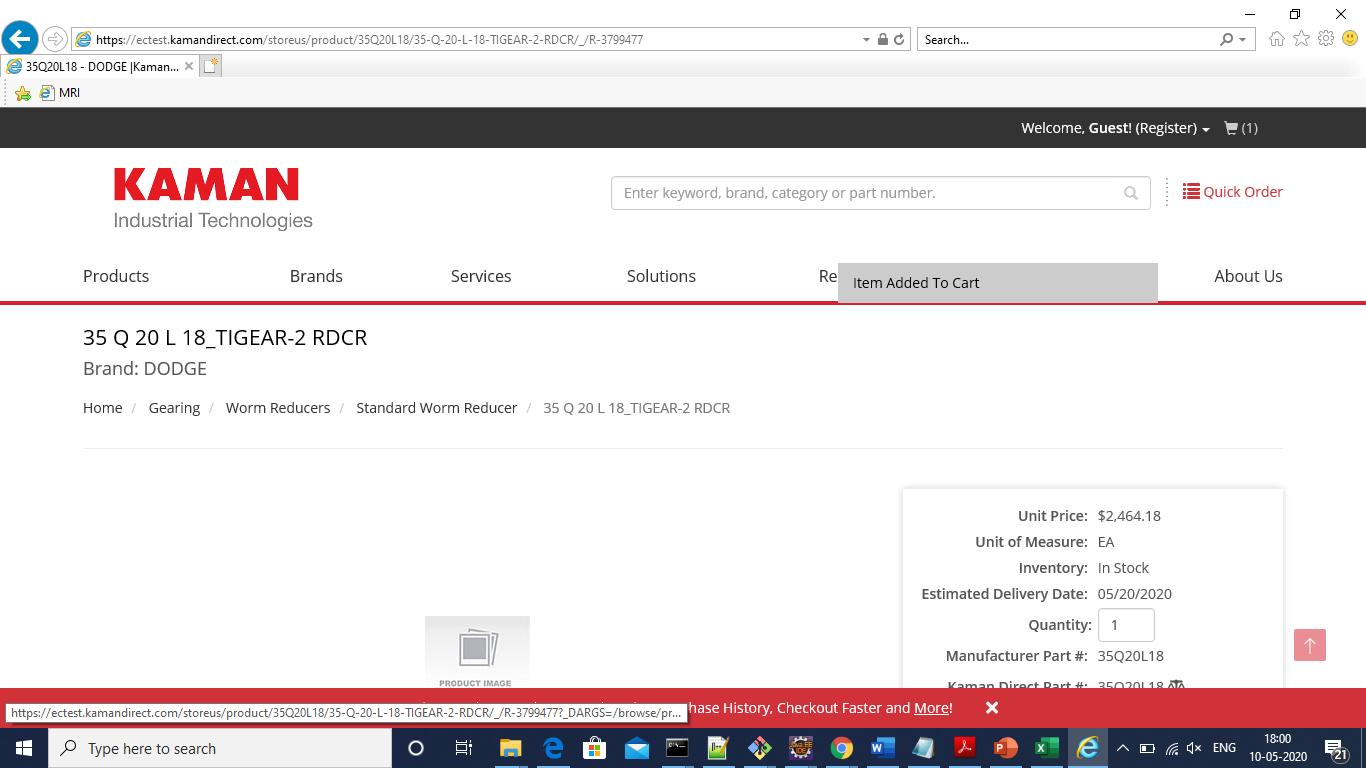 https://ectest.kamandirect.com/storeus/product/35Q20L18/35-Q-20-L-18-TIGEAR-2-RDCR/_/R-3799477
Search...
35Q20L18 - DODGE |Kaman...
MRI
Welcome, Guest! (Register)
(1)
KAMAN
Industrial Technologies
Enter keyword, brand, category or part number.
Quick Order
Products
Brands
Services
Solutions
Re
Item Added To Cart
About Us
35 Q 20 L 18_TIGEAR-2 RDCR
Brand: DODGE
Home / Gearing / Worm Reducers / Standard Worm Reducer / 35 Q 20 L 18_TIGEAR-2 RDCR
Unit Price: $2,464.18
Unit of Measure: EA
Inventory: In Stock
Estimated Delivery Date: 05/20/2020
Quantity: 1
Manufacturer Part #: 35Q20L18
Kaman Direct Part #: 35Q20L18
PRODUCT IMAGE
hase History, Checkout Faster and More!
https://ectest.kamandirect.com/storeus/product/35Q20L18/35-Q-20-L-18-TIGEAR-2-RDCR/_/R-3799477?_DARGS=/browse/pr...
Type here to search
ENG
18:00
10-05-2020
21